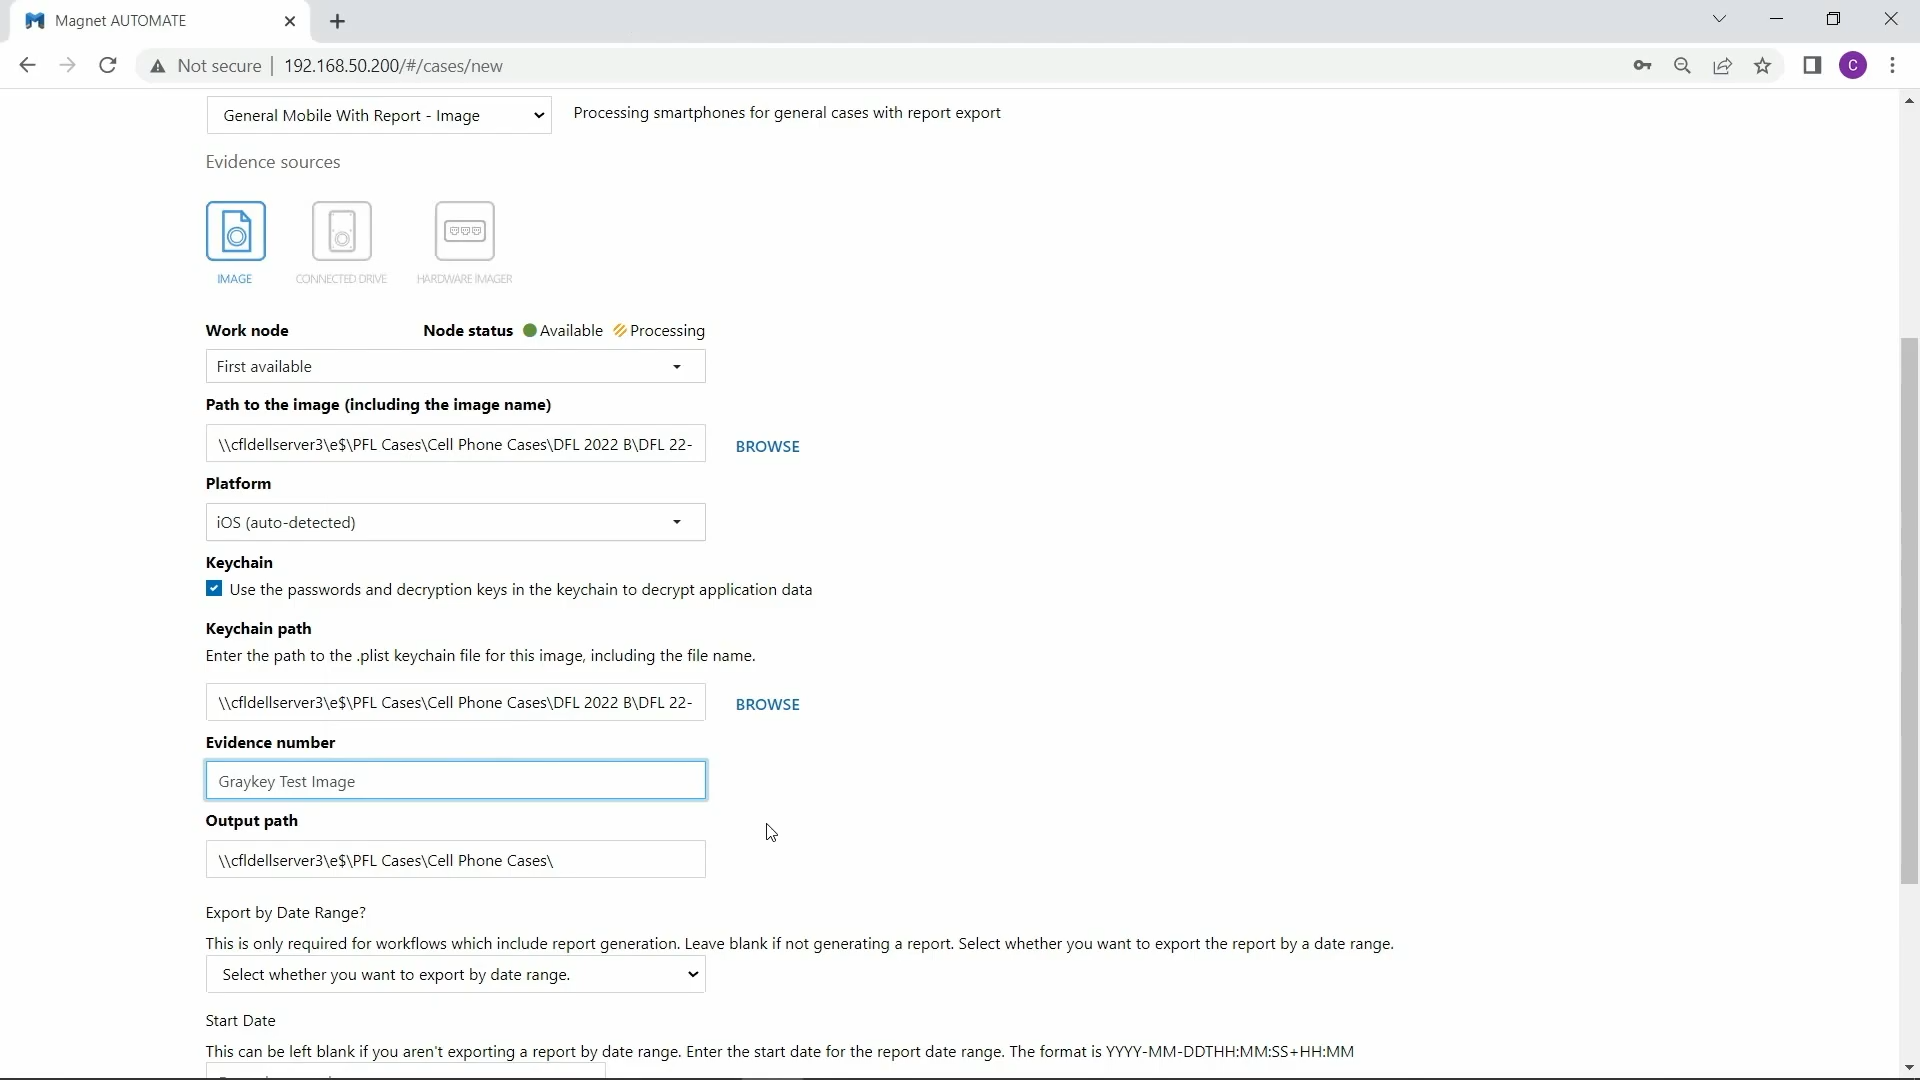 Magnet AUTOMATE
Not secure | 192.168.50.200/#/cases/new
C
General Mobile With Report - Image
Processing smartphones for general cases with report export
Evidence sources
IMAGE
CONNECTED DRIVE
HARDWARE IMAGER
Work node
Node status Available Processing
First available
Path to the image (including the image name)
\\cfldellserver3\e$\PFL Cases\Cell Phone Cases\DFL 2022 B\DFL 22-
BROWSE
Platform
iOS (auto-detected)
Keychain
Use the passwords and decryption keys in the keychain to decrypt application data
Keychain path
Enter the path to the .plist keychain file for this image, including the file name.
\\cfldellserver3\e$\PFL Cases\Cell Phone Cases\DFL 2022 B\DFL 22-
BROWSE
Evidence number
Graykey Test Image
Output path
\\cfldellserver3\e$\PFL Cases\Cell Phone Cases\
Export by Date Range?
This is only required for workflows which include report generation. Leave blank if not generating a report. Select whether you want to export the report by a date range.
Select whether you want to export by date range.
Start Date
This can be left blank if you aren't exporting a report by date range. Enter the start date for the report date range. The format is YYYY-MM-DDTHH:MM:SS+HH:MM